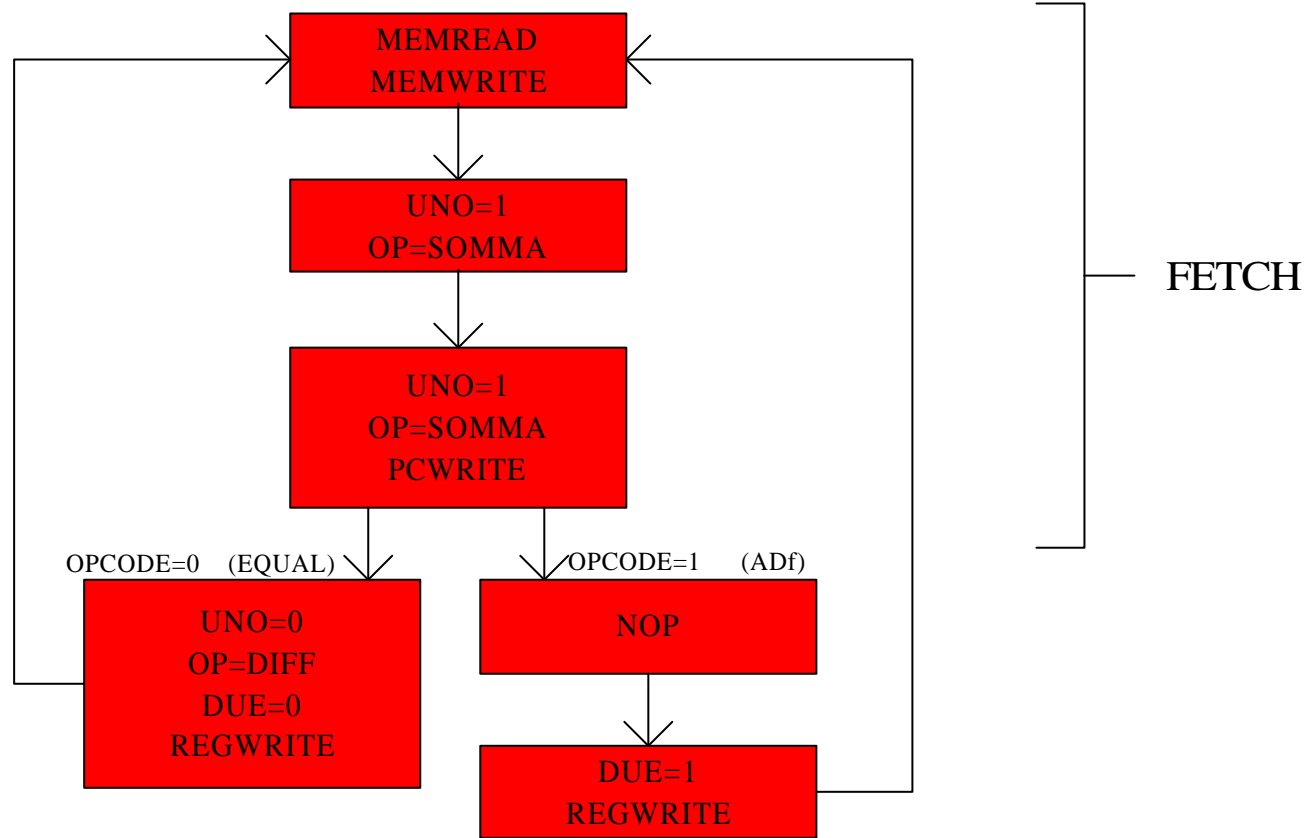 MEMREAD
MEMWRITE
UNO=1
OP=SOMMA
FETCH
UNO=1
OP=SOMMA
PCWRITE
OPCODE=0 (EQUAL)
OPCODE=1 (ADf)
UNO=0
OP=DIFF
DUE=0
REGWRITE
NOP
DUE=1
REGWRITE